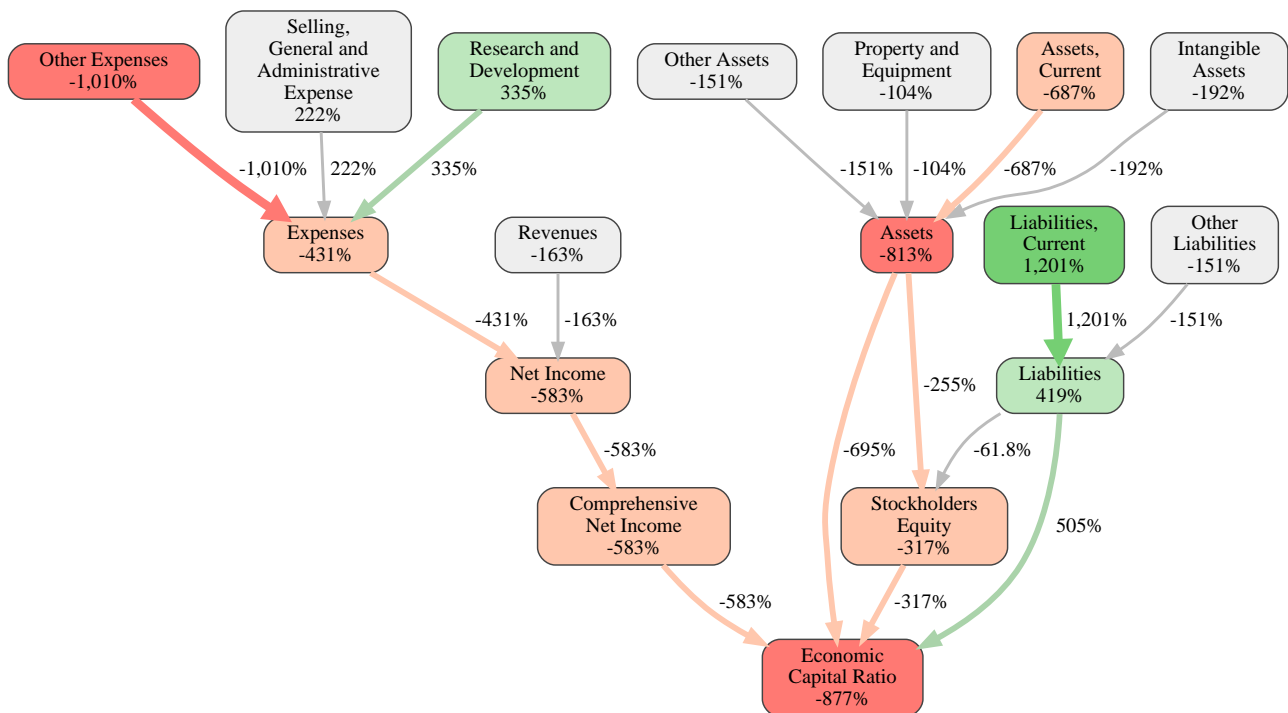 Other Expenses
-1,010%
Selling,
General and
Administrative
Expense
222%
Research and
Development
335%
Other Assets
-151%
Property and
Equipment
-104%
Assets,
Current
-687%
Intangible
Assets
-192%
-1,010%
222%
335%
-151%
-104%
-687%
-192%
Expenses
-431%
Revenues
-163%
Assets
-813%
Liabilities,
Current
1,201%
Other
Liabilities
-151%
-431%
-163%
1,201%
-151%
Net Income
-583%
-255%
Liabilities
419%
-583%
-695%
-61.8%
Comprehensive
Net Income
-583%
Stockholders
Equity
-317%
505%
-583%
-317%
Economic
Capital Ratio
-877%